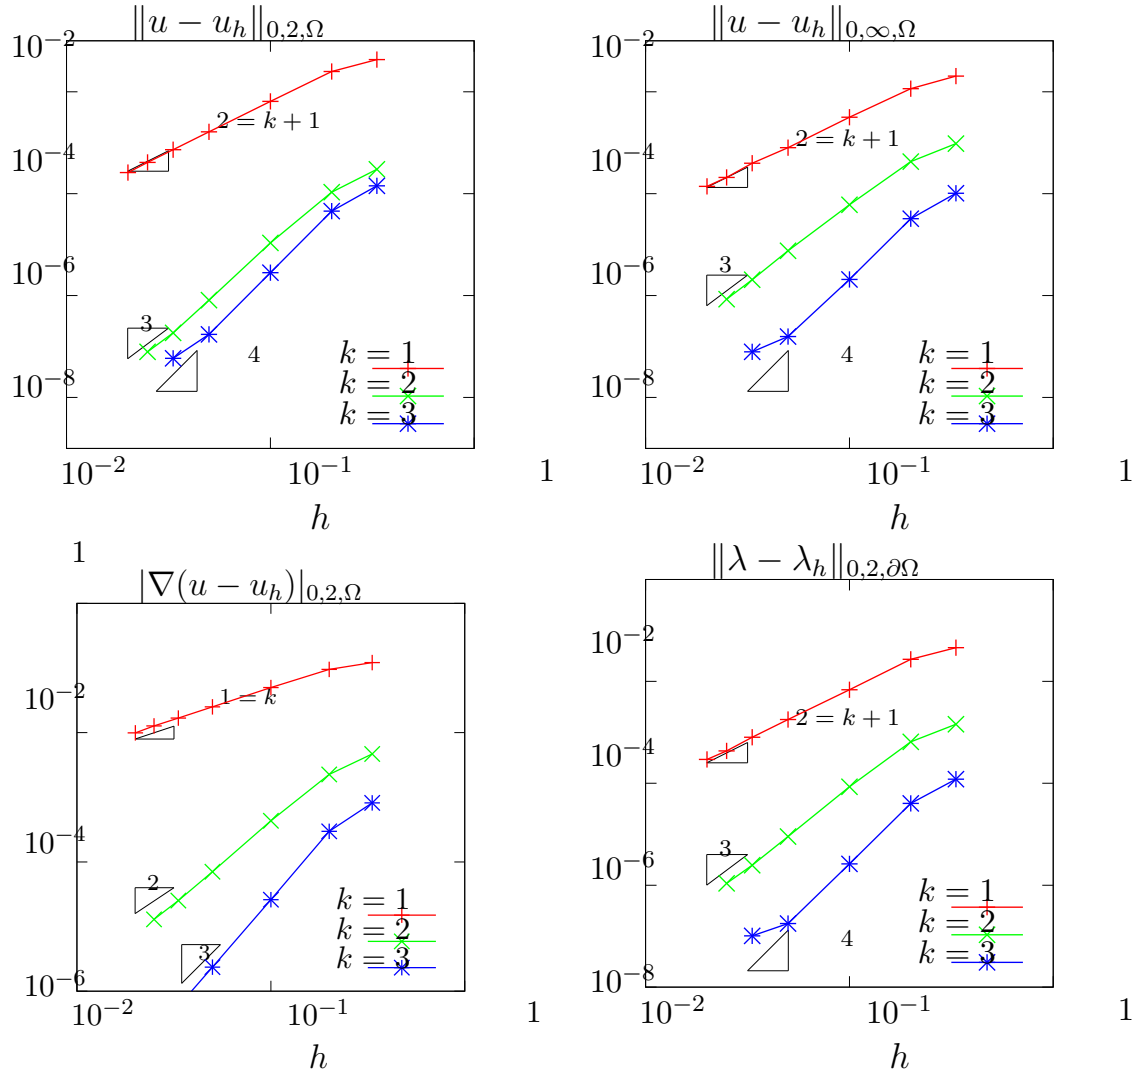 ‖u − u_h‖_{0,2,Ω}
10^{-2}
2 = k + 1
10^{-4}
10^{-6}
3
4
k = 1
10^{-8}
k = 2
k = 3
10^{-2}
10^{-1}
1
h
‖u − u_h‖_{0,∞,Ω}
10^{-2}
2 = k + 1
10^{-4}
3
10^{-6}
4
k = 1
10^{-8}
k = 2
k = 3
10^{-2}
10^{-1}
1
h
1
|∇(u − u_h)|_{0,2,Ω}
10^{-2}
1 = k
10^{-4}
2
k = 1
k = 2
3
k = 3
10^{-6}
10^{-2}
10^{-1}
1
h
‖λ − λ_h‖_{0,2,∂Ω}
10^{-2}
2 = k + 1
10^{-4}
3
10^{-6}
k = 1
k = 2
4
k = 3
10^{-8}
10^{-2}
10^{-1}
1
h